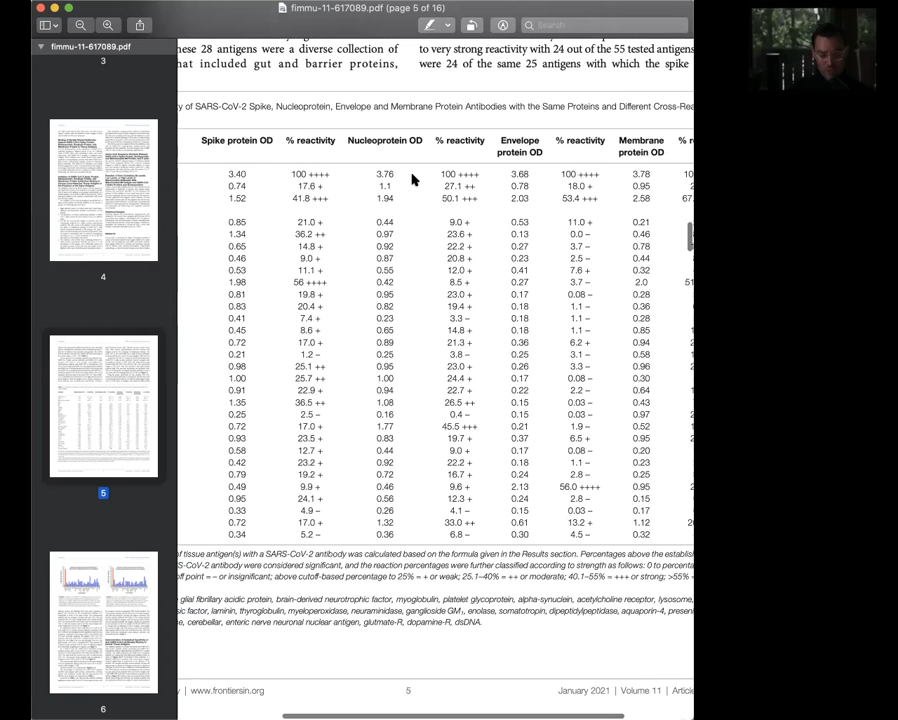 fimmu-11-617089.pdf (page 5 of 16)
Search
fimmu-11-617089.pdf
3
4
5
6
these 28 antigens were a diverse collection of
that included gut and barrier proteins,
to very strong reactivity with 24 out of the 55 tested antigens
were 24 of the same 25 antigens with which the spike
y of SARS-CoV-2 Spike, Nucleoprotein, Envelope and Membrane Protein Antibodies with the Same Proteins and Different Cross-Rea
Spike protein OD % reactivity Nucleoprotein OD % reactivity Envelope protein OD % reactivity Membrane protein OD % r
3.40 100 ++++ 3.76 100 ++++ 3.68 100 ++++ 3.78 10
0.74 17.6 + 1.1 27.1 ++ 0.78 18.0 + 0.95 2
1.52 41.8 +++ 1.94 50.1 +++ 2.03 53.4 +++ 2.58 67.
0.85 21.0 + 0.44 9.0 + 0.53 11.0 + 0.21
1.34 36.2 ++ 0.97 23.6 + 0.13 0.0 – 0.46
0.65 14.8 + 0.92 22.2 + 0.27 3.7 – 0.78
0.46 9.0 + 0.87 20.8 + 0.23 2.5 – 0.44
0.53 11.1 + 0.55 12.0 + 0.41 7.6 + 0.32
1.98 56 ++++ 0.42 8.5 + 0.27 3.7 – 2.0 51
0.81 19.8 + 0.95 23.0 + 0.17 0.08 – 0.28
0.83 20.4 + 0.82 19.4 + 0.18 1.1 – 0.36
0.41 7.4 + 0.23 3.3 – 0.18 1.1 – 0.28
0.45 8.6 + 0.65 14.8 + 0.18 1.1 – 0.85
0.72 17.0 + 0.89 21.3 + 0.36 6.2 + 0.94 2
0.21 1.2 – 0.25 3.8 – 0.25 3.1 – 0.58
0.98 25.1 ++ 0.95 23.0 + 0.26 3.3 – 0.96 2
1.00 25.7 ++ 1.00 24.4 + 0.17 0.08 – 0.30
0.91 22.9 + 0.94 22.7 + 0.22 2.2 – 0.64
1.35 36.5 ++ 1.08 26.5 ++ 0.15 0.03 – 0.43
0.25 2.5 – 0.16 0.4 – 0.15 0.03 – 0.97
0.72 17.0 + 1.77 45.5 +++ 0.21 1.9 – 0.52
0.93 23.5 + 0.83 19.7 + 0.37 6.5 + 0.95 2
0.58 12.7 + 0.44 9.0 + 0.17 0.08 – 0.20
0.42 23.2 + 0.92 22.2 + 0.18 1.1 – 0.23
0.79 19.2 + 0.72 16.7 + 0.24 2.8 – 0.25
0.49 9.9 + 0.46 9.6 + 2.13 56.0 ++++ 0.95 2
0.95 24.1 + 0.56 12.3 + 0.24 2.8 – 0.15
0.33 4.9 – 0.26 4.1 – 0.15 0.03 – 0.17
0.72 17.0 + 1.32 33.0 ++ 0.61 13.2 + 1.12 2
0.34 5.2 – 0.36 6.8 – 0.30 4.5 – 0.32
of tissue antigen(s) with a SARS-CoV-2 antibody was calculated based on the formula given in the Results section. Percentages above the establis
SARS-CoV-2 were considered significant, and the reaction percentages were further classified according to strength as follows: 0 to percenta
off point = – or insignificant; above cutoff-based percentage to 25% = + or weak; 25.1–40% = ++ or moderate; 40.1–55% = +++ or strong; >55% =
glial fibrillary acidic protein, brain-derived neurotrophic factor, myoglobulin, platelet glycoprotein, alpha-synuclein, acetylcholine receptor, lysosome,
sic factor, laminin, thyroglobulin, myeloperoxidase, neuraminidase, ganglioside GM₁, enolase, somatotropin, dipeptidylpeptidase, aquaporin-4, presen
e, cerebellar, enteric nerve neuronal nuclear antigen, glutmate-R, dopamine-R, dsDNA.
| www.frontiersin.org 5 January 2021 | Volume 11 | Article